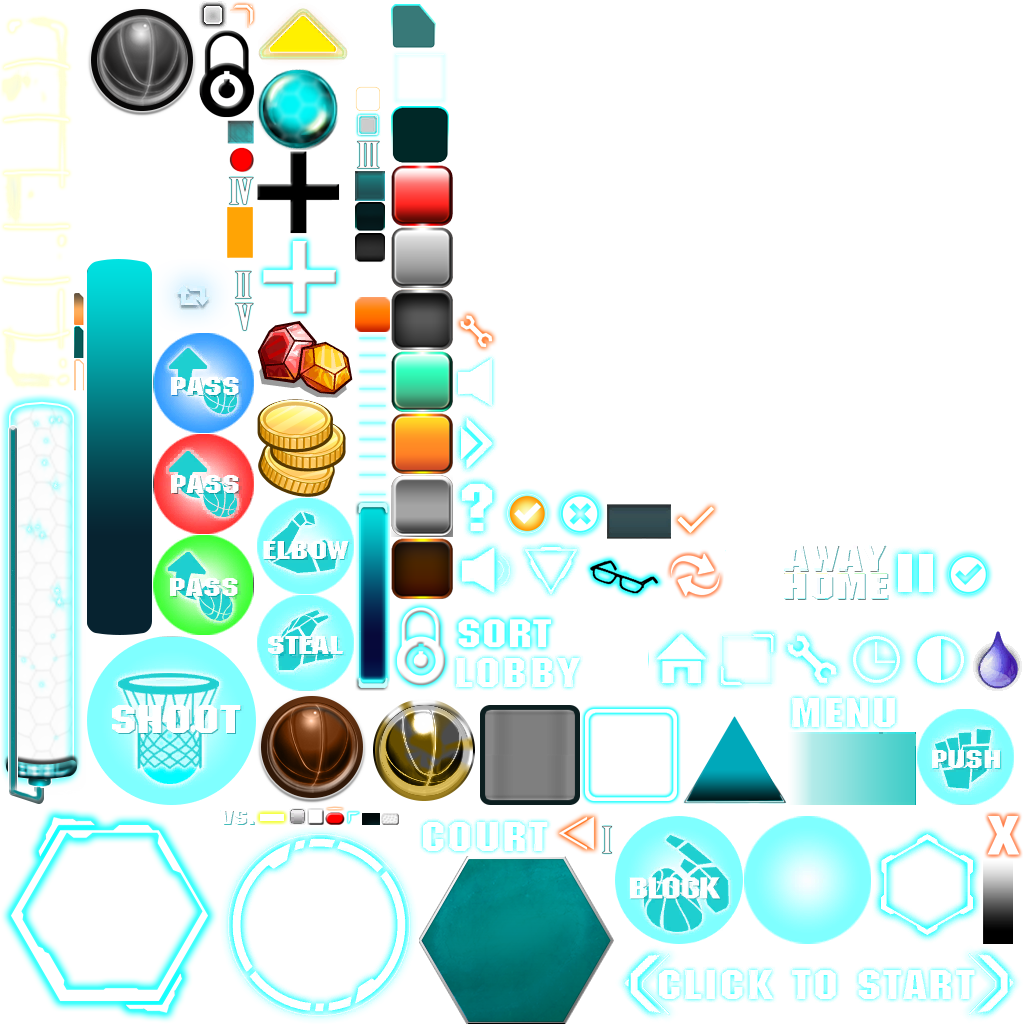 III
IV
II
V
PASS
PASS
PASS
ELBOW
STEAL
SHOOT
?
AWAY
HOME
SORT
LOBBY
MENU
PUSH
VS.
COURT
I
BLOCK
X
CLICK TO START